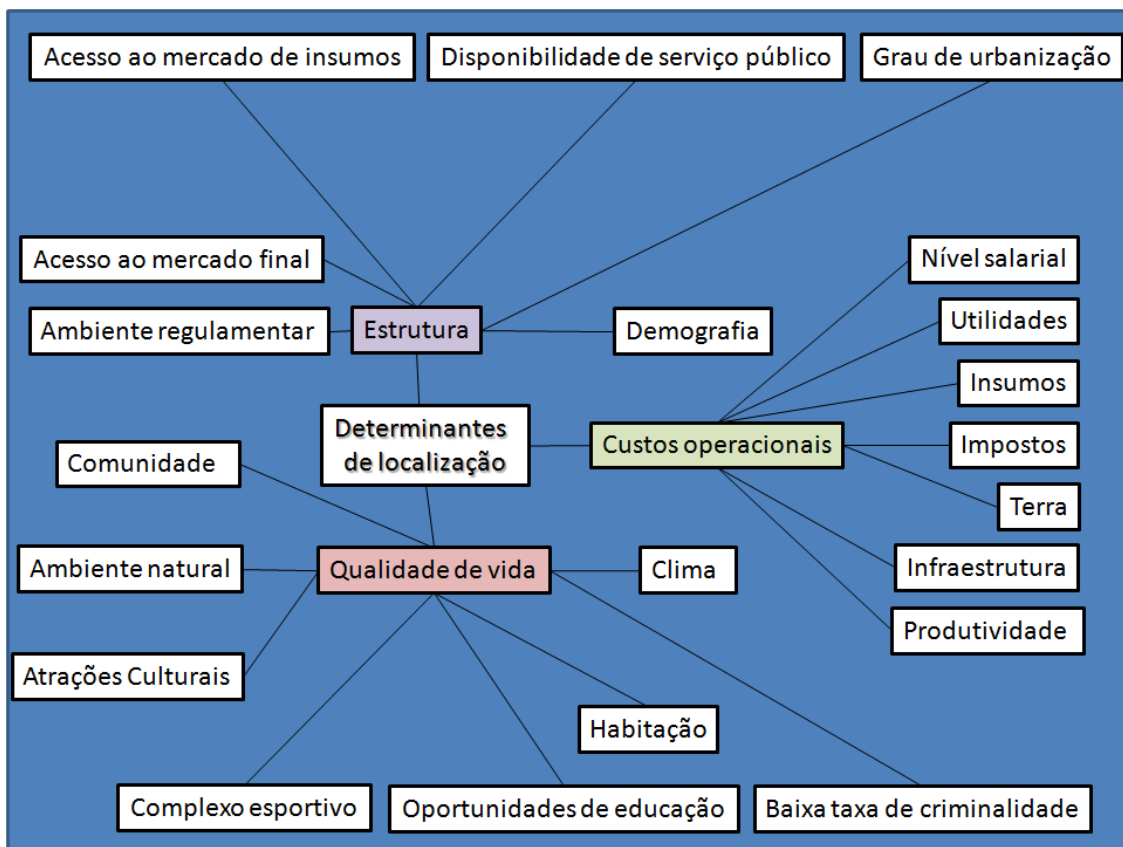 Acesso ao mercado de insumos
Disponibilidade de serviço público
Grau de urbanização
Acesso ao mercado final
Nível salarial
Ambiente regulamentar
Estrutura
Demografia
Utilidades
Insumos
Determinantes
de localização
Custos operacionais
Impostos
Comunidade
Terra
Ambiente natural
Qualidade de vida
Clima
Infraestrutura
Produtividade
Atrações Culturais
Habitação
Complexo esportivo
Oportunidades de educação
Baixa taxa de criminalidade